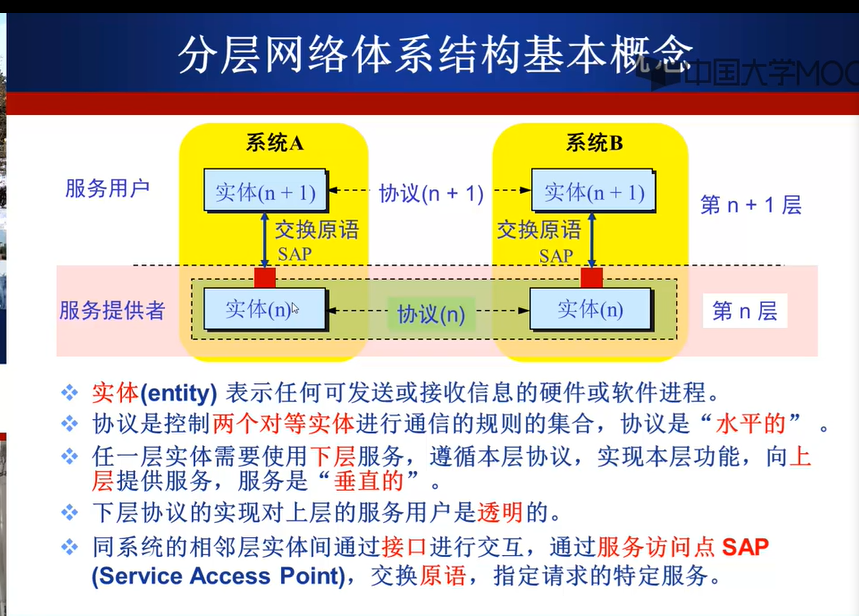 分层网络体系结构基本概念
中国大学MOO
系统A
系统B
服务用户
实体(n + 1)
协议(n + 1)
实体(n + 1)
第 n + 1 层
交换原语
SAP
交换原语
SAP
服务提供者
实体(n)
协议(n)
实体(n)
第 n 层
实体(entity) 表示任何可发送或接收信息的硬件或软件进程。
协议是控制两个对等实体进行通信的规则的集合，协议是“水平的” 。
任一层实体需要使用下层服务，遵循本层协议，实现本层功能，向上
层提供服务，服务是“垂直的”。
下层协议的实现对上层的服务用户是透明的。
同系统的相邻层实体间通过接口进行交互，通过服务访问点 SAP
(Service Access Point)，交换原语，指定请求的特定服务。